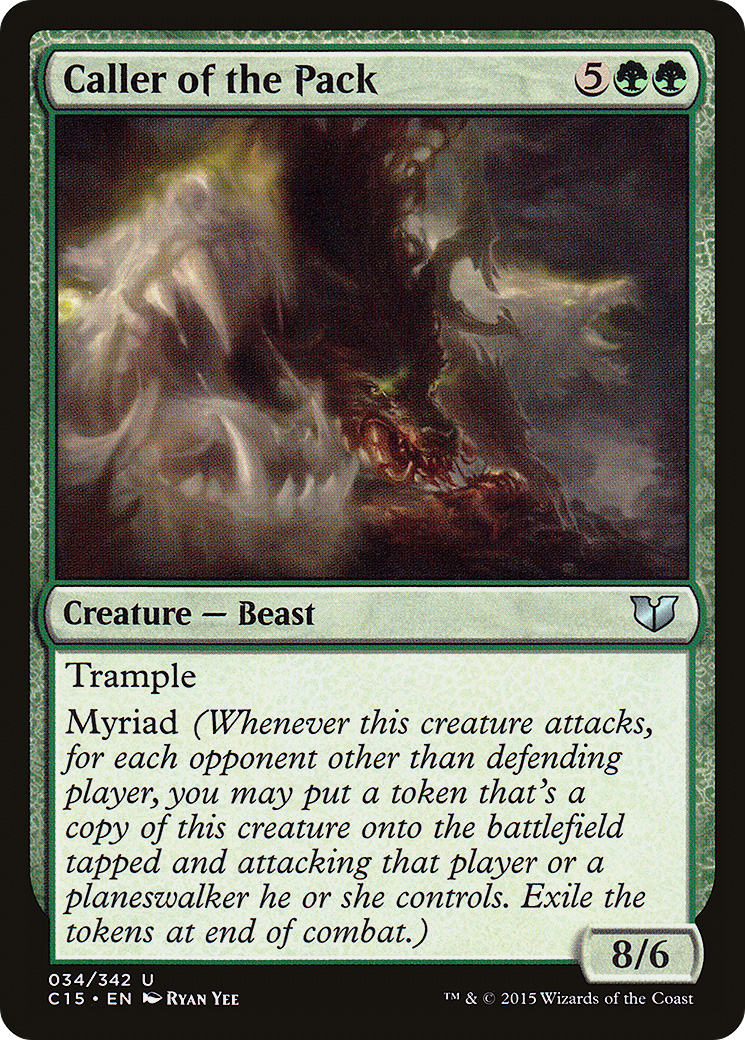 Caller of the Pack 5
Creature — Beast
Trample
Myriad (Whenever this creature attacks,
for each opponent other than defending
player, you may put a token that's a
copy of this creature onto the battlefield
tapped and attacking that player or a
planeswalker he or she controls. Exile the
tokens at end of combat.)
8/6
034/342 U
C15 • EN Ryan Yee
™ & © 2015 Wizards of the Coast